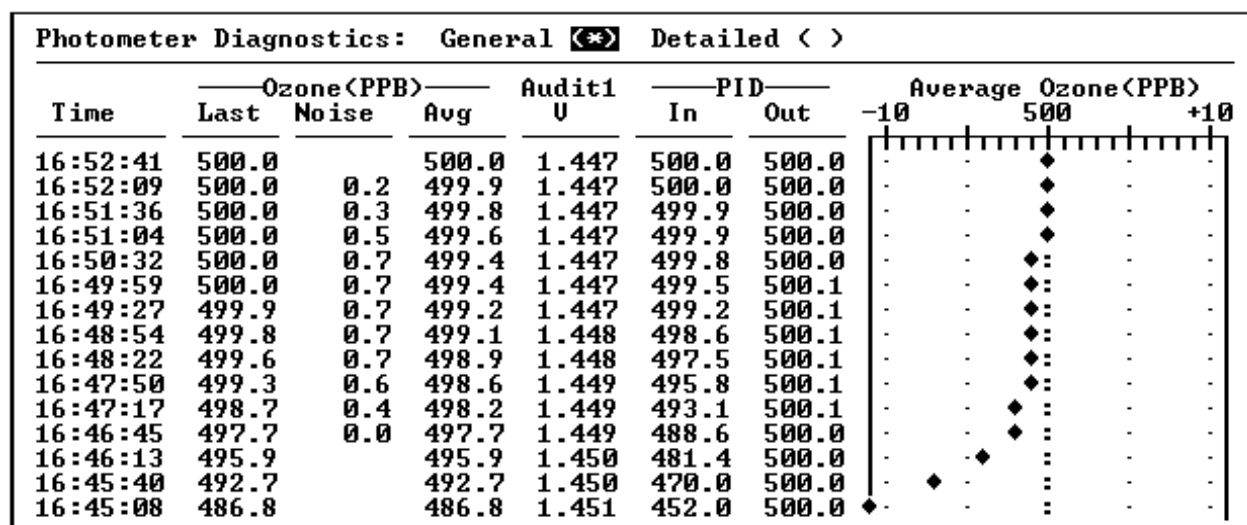 Photometer Diagnostics: General (*) Detailed ( )
Ozone(PPB) Audit1 PID Average Ozone(PPB)
Time Last Noise Avg V In Out -10 500 +10
16:52:41 500.0 500.0 1.447 500.0 500.0
16:52:09 500.0 0.2 499.9 1.447 500.0 500.0
16:51:36 500.0 0.3 499.8 1.447 499.9 500.0
16:51:04 500.0 0.5 499.6 1.447 499.9 500.0
16:50:32 500.0 0.7 499.4 1.447 499.8 500.0
16:49:59 500.0 0.7 499.4 1.447 499.5 500.1
16:49:27 499.9 0.7 499.2 1.447 499.2 500.1
16:48:54 499.8 0.7 499.1 1.448 498.6 500.1
16:48:22 499.6 0.7 498.9 1.448 497.5 500.1
16:47:50 499.3 0.6 498.6 1.449 495.8 500.1
16:47:17 498.7 0.4 498.2 1.449 493.1 500.1
16:46:45 497.7 0.0 497.7 1.449 488.6 500.0
16:46:13 495.9 495.9 1.450 481.4 500.0
16:45:40 492.7 492.7 1.450 470.0 500.0
16:45:08 486.8 486.8 1.451 452.0 500.0